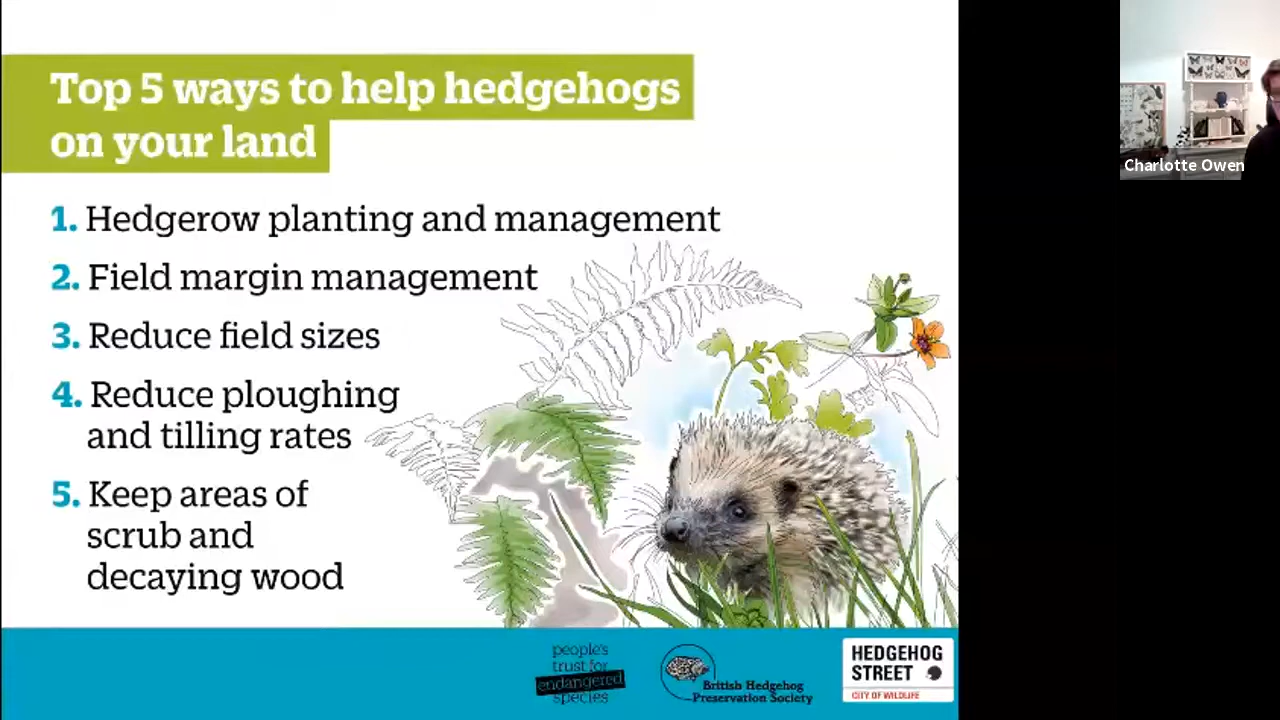 Top 5 ways to help hedgehogs
on your land
1. Hedgerow planting and management
2. Field margin management
3. Reduce field sizes
4. Reduce ploughing
and tilling rates
5. Keep areas of
scrub and
decaying wood
people's
trust for
endangered
species
British Hedgehog
Preservation Society
HEDGEHOG
STREET
CITY OF WILDLIFE
Charlotte Owen